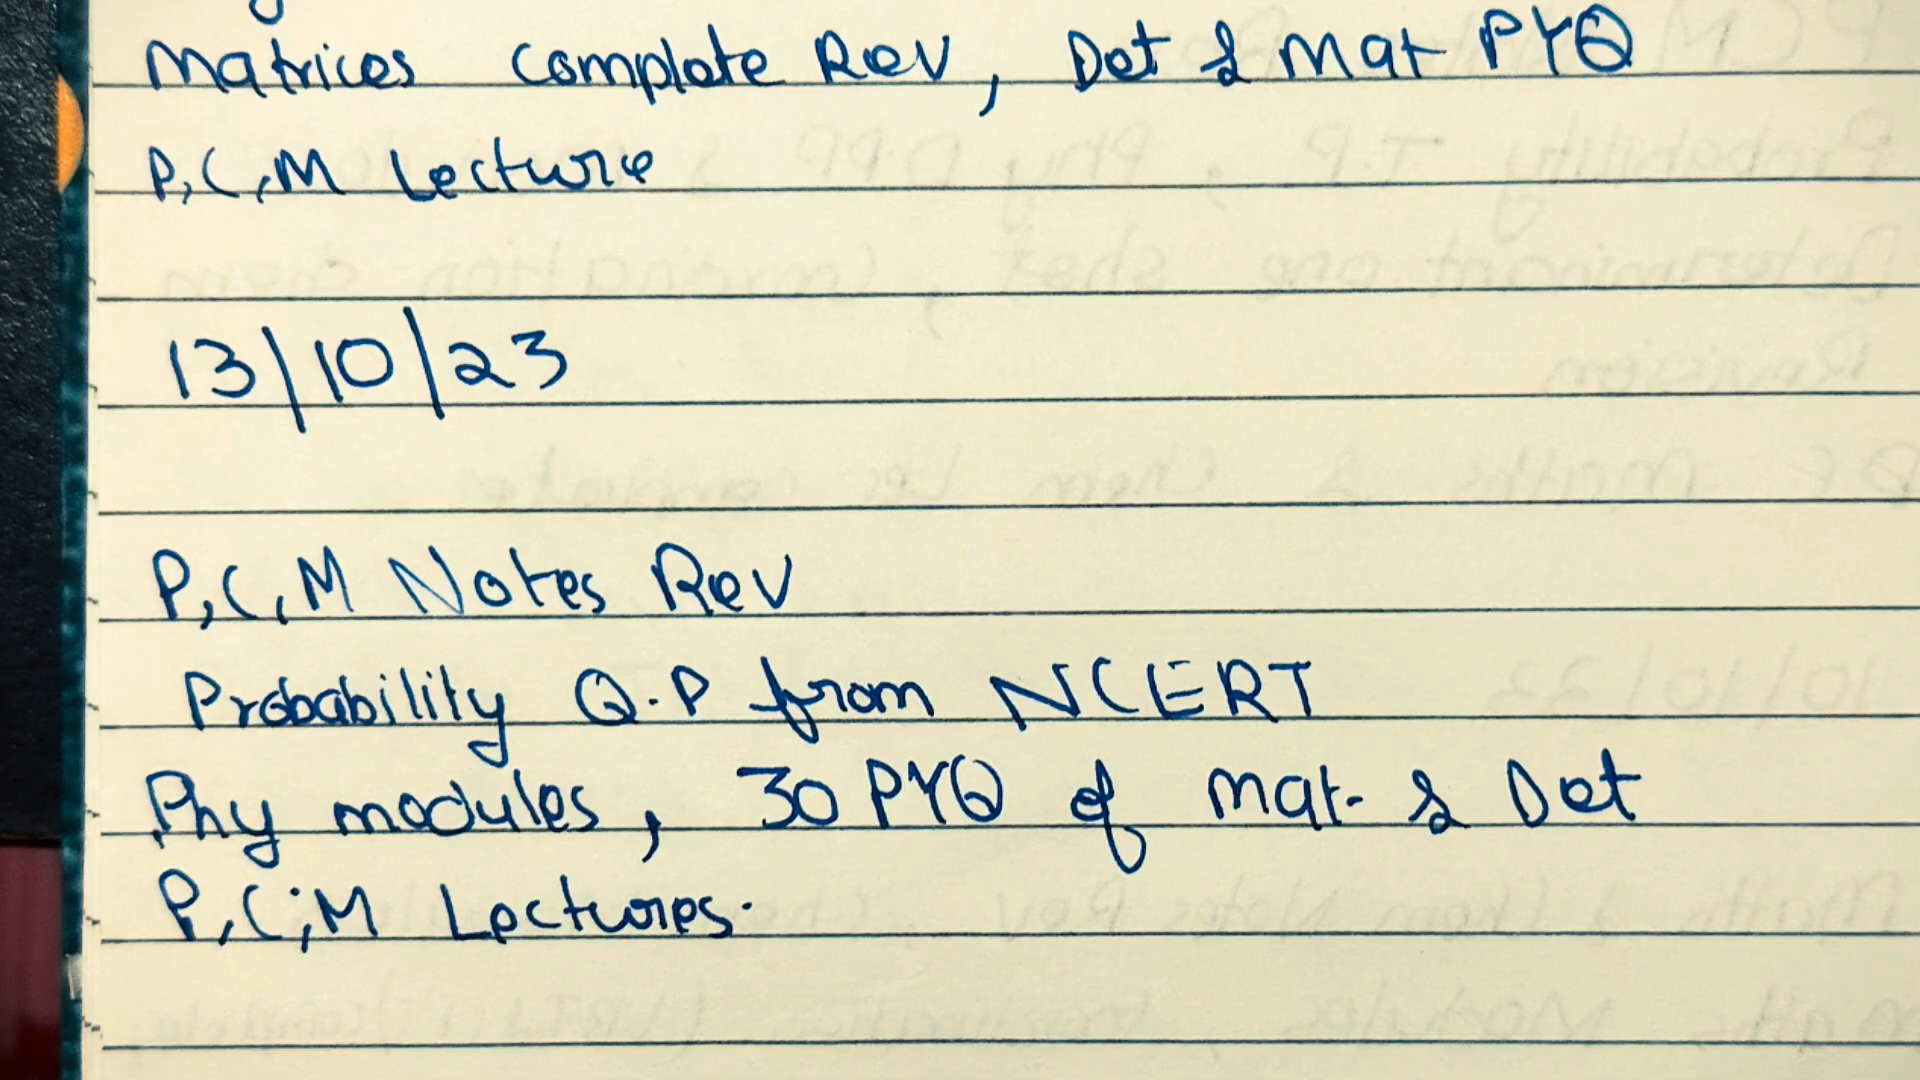 Matrices Complete Rev, Det & Mat PYQ
P,C,M Lecture
13/10/23
P,C,M Notes Rev
Probability Q.P from NCERT
Phy modules, 30 PYQ of Mat. & Det
P,C,M Lectures.